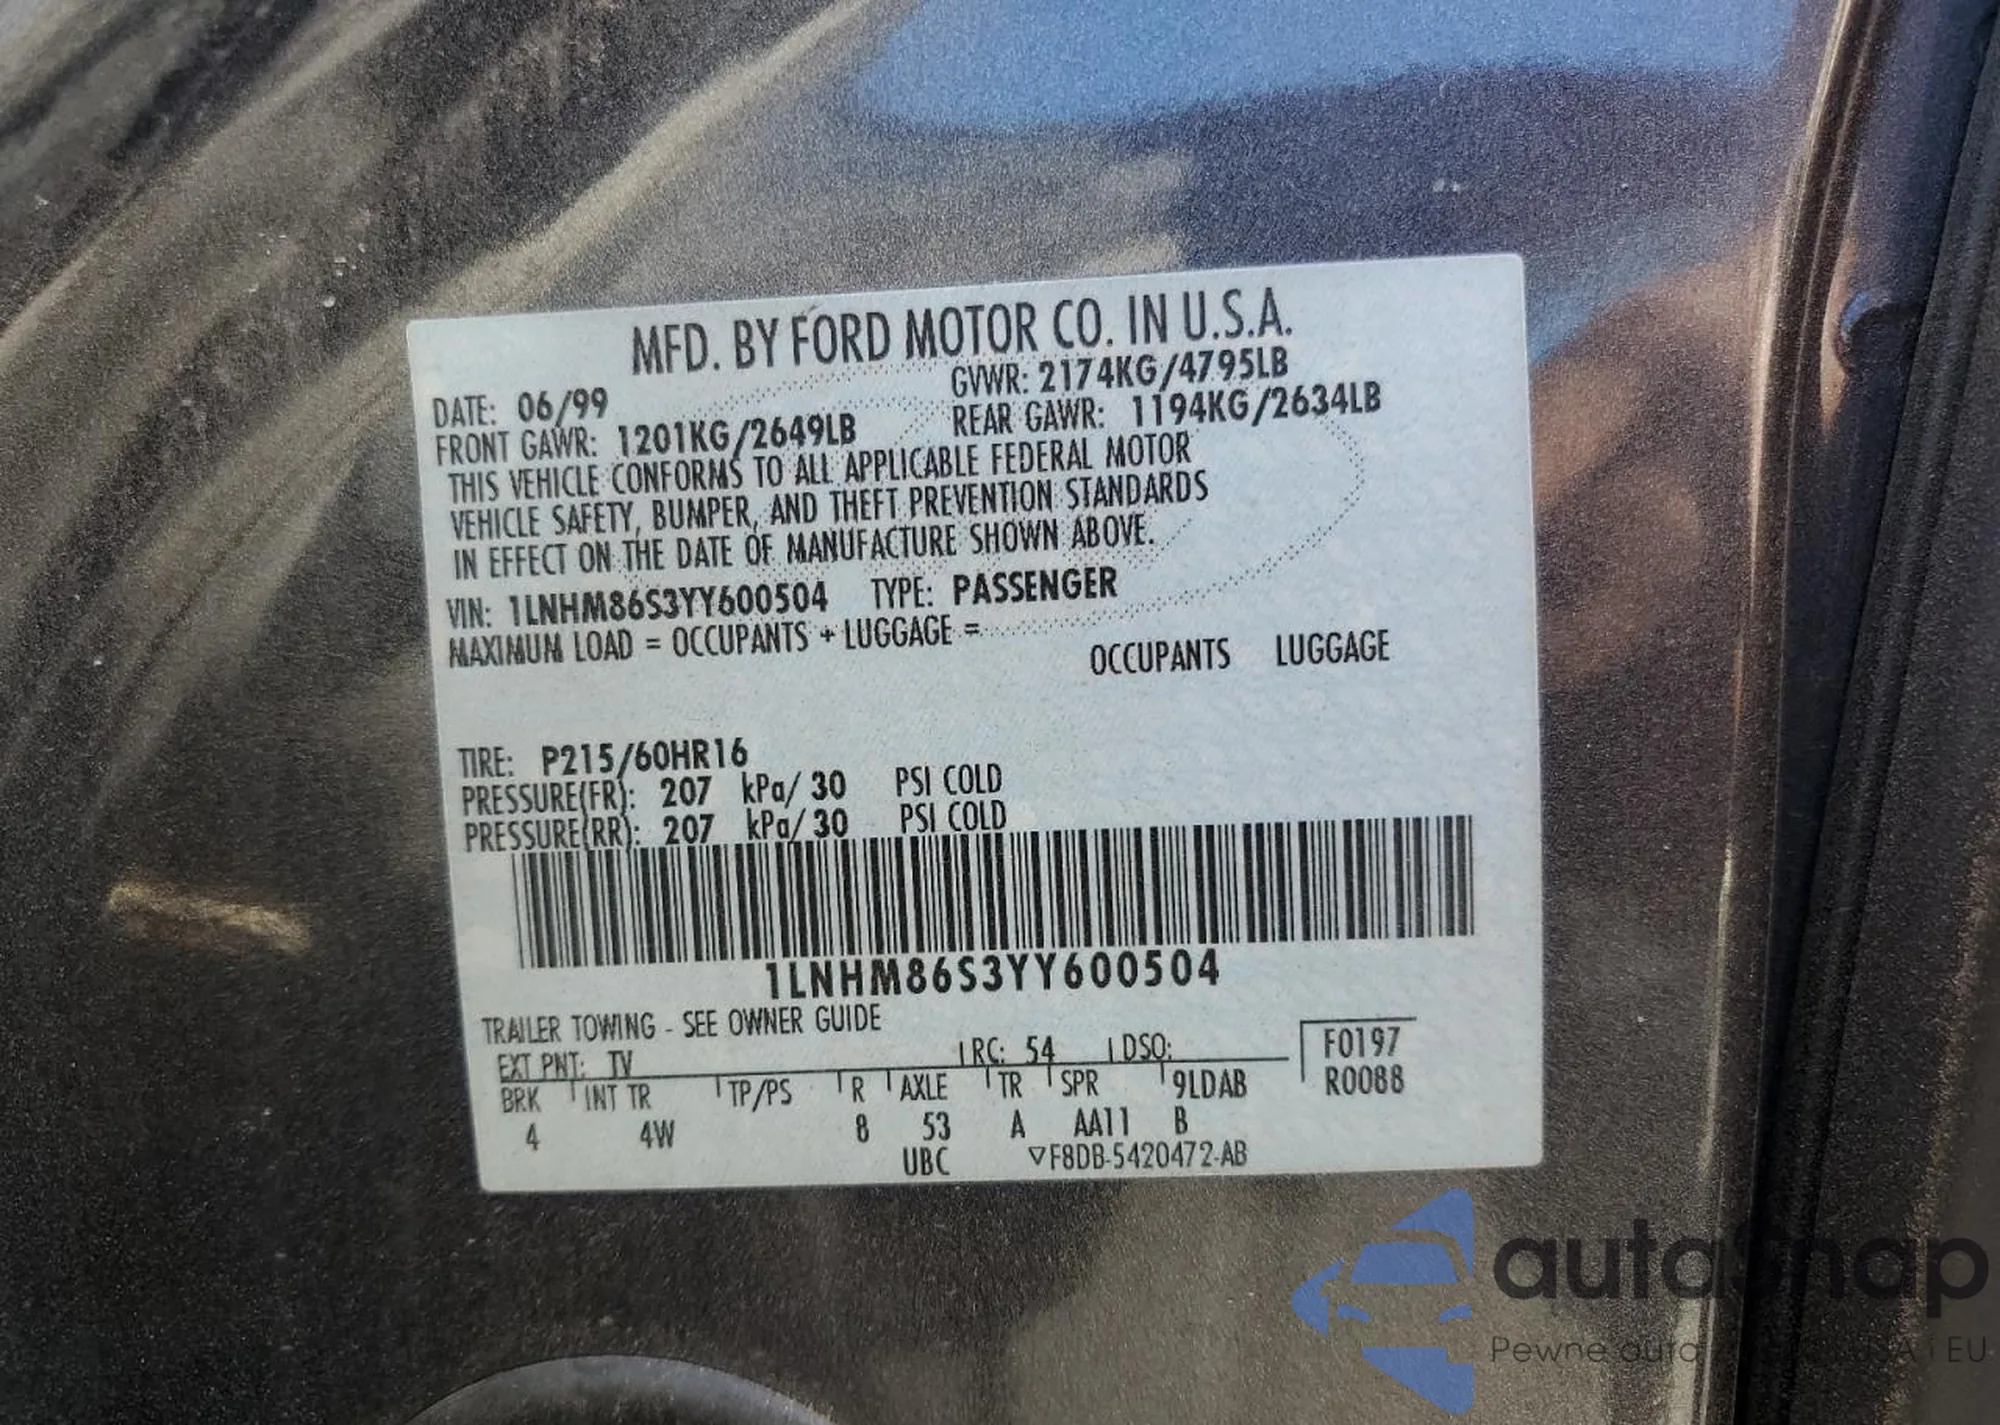 MFD. BY FORD MOTOR CO. IN U.S.A.
DATE: 06/99 GVWR: 2174KG/4795LB
FRONT GAWR: 1201KG/2649LB REAR GAWR: 1194KG/2634LB
THIS VEHICLE CONFORMS TO ALL APPLICABLE FEDERAL MOTOR
VEHICLE SAFETY, BUMPER, AND THEFT PREVENTION STANDARDS
IN EFFECT ON THE DATE OF MANUFACTURE SHOWN ABOVE.
VIN: 1LNHM86S3YY600504 TYPE: PASSENGER
MAXIMUM LOAD = OCCUPANTS + LUGGAGE =
OCCUPANTS LUGGAGE
TIRE: P215/60HR16
PRESSURE(FR): 207 kPa/ 30 PSI COLD
PRESSURE(RR): 207 kPa/ 30 PSI COLD
1LNHM86S3YY600504
TRAILER TOWING - SEE OWNER GUIDE
EXT PNT: TV RC: 54 DSO: F0197
BRK INT TR TP/PS R AXLE TR SPR 9LDAB R0088
4 4W 8 53 A AA11 B
UBC ▽F8DB-5420472-AB
autosnap
Pewne auta USA i EU